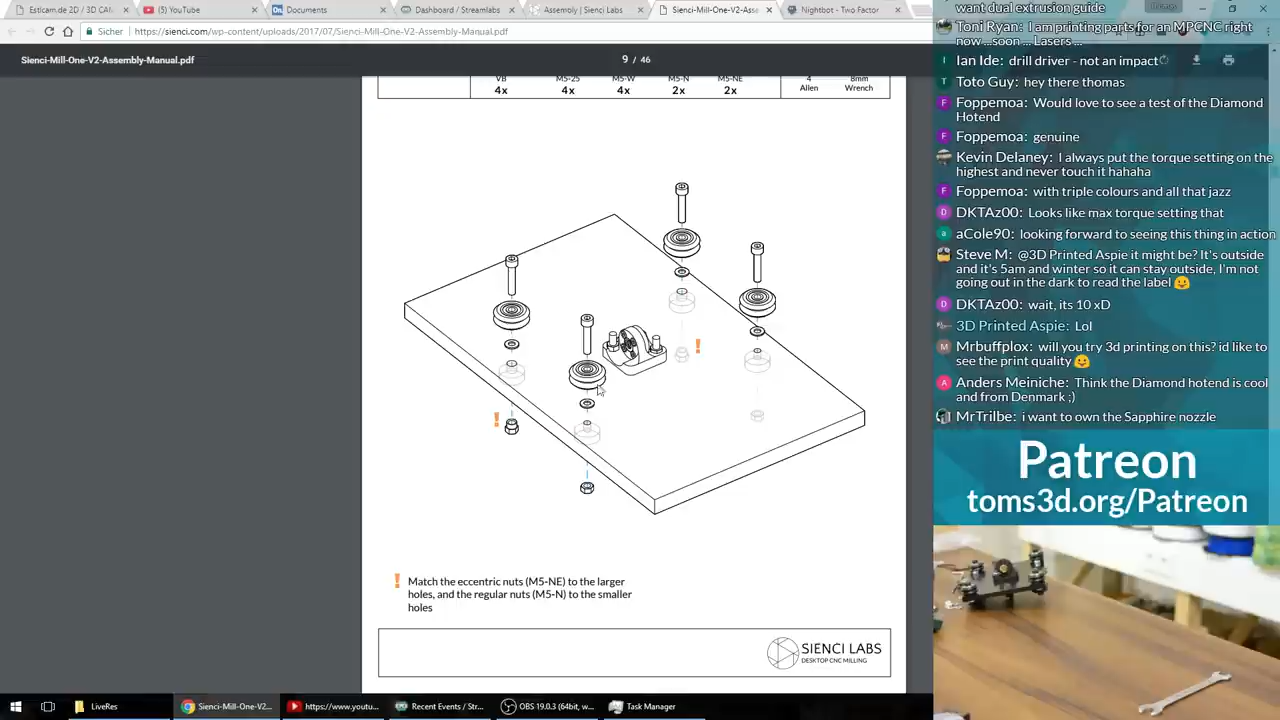 Estlcam.de 2D / 3D CA
(5) YouTube
Documents
Dashboard / Streamlabs
Assembly | Sienci Labs
Sienci-Mill-One-V2-Asse
Nightbot - Two Factor
Sicher
https://sienci.com/wp-content/uploads/2017/07/Sienci-Mill-One-V2-Assembly-Manual.pdf
Sienci-Mill-One-V2-Assembly-Manual.pdf
9 / 46
VB M5-25 M5-W M5-N M5-NE
4x 4x 4x 2x 2x
4 8mm
Allen Wrench
!
!
! Match the eccentric nuts (M5-NE) to the larger
holes, and the regular nuts (M5-N) to the smaller
holes
SIENCI LABS
DESKTOP CNC MILLING
want dual extrusion guide
Toni Ryan: I am printing parts for an MPCNC right
now ...soon ... Lasers ...
Ian Ide: drill driver - not an impact
Toto Guy: hey there thomas
Foppemoa: Would love to see a test of the Diamond
Hotend
Foppemoa: genuine
Kevin Delaney: I always put the torque setting on the
highest and never touch it hahaha
Foppemoa: with triple colours and all that jazz
DKTAz00: Looks like max torque setting that
aCole90: looking forward to seeing this thing in action
Steve M: @3D Printed Aspie it might be? It's outside
and it's 5am and winter so it can stay outside, I'm not
going out in the dark to read the label
DKTAz00: wait, its 10 xD
3D Printed Aspie: Lol
Mrbuffplox: will you try 3d printing on this? id like to
see the print quality
Anders Meiniche: Think the Diamond hotend is cool
and from Denmark ;)
MrTrilbe: i want to own the Sapphire nozzle
Patreon
toms3d.org/Patreon
LiveRes
Sienci-Mill-One-V2...
https://www.youtu...
Recent Events / Str...
OBS 19.0.3 (64bit, w...
Task Manager